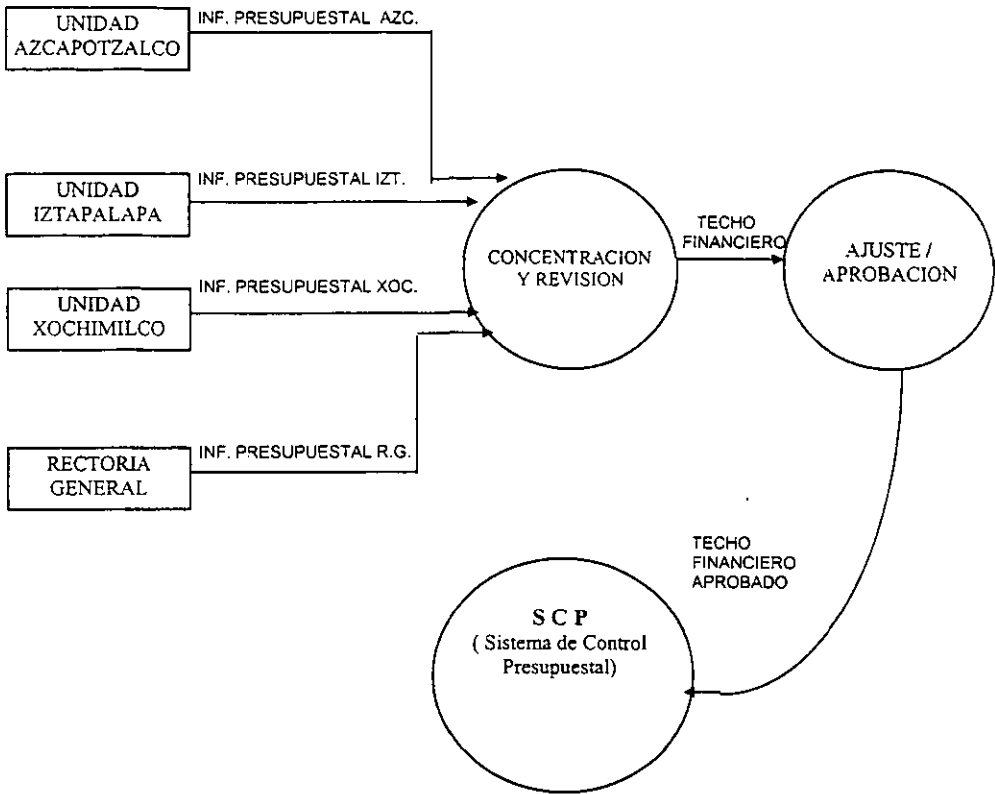 UNIDAD
AZCAPOTZALCO
INF. PRESUPUESTAL AZC.
UNIDAD
IZTAPALAPA
INF. PRESUPUESTAL IZT.
UNIDAD
XOCHIMILCO
INF. PRESUPUESTAL XOC.
RECTORIA
GENERAL
INF. PRESUPUESTAL R.G.
CONCENTRACION
Y REVISION
TECHO
FINANCIERO
AJUSTE /
APROBACION
TECHO
FINANCIERO
APROBADO
S C P
( Sistema de Control
Presupuestal)